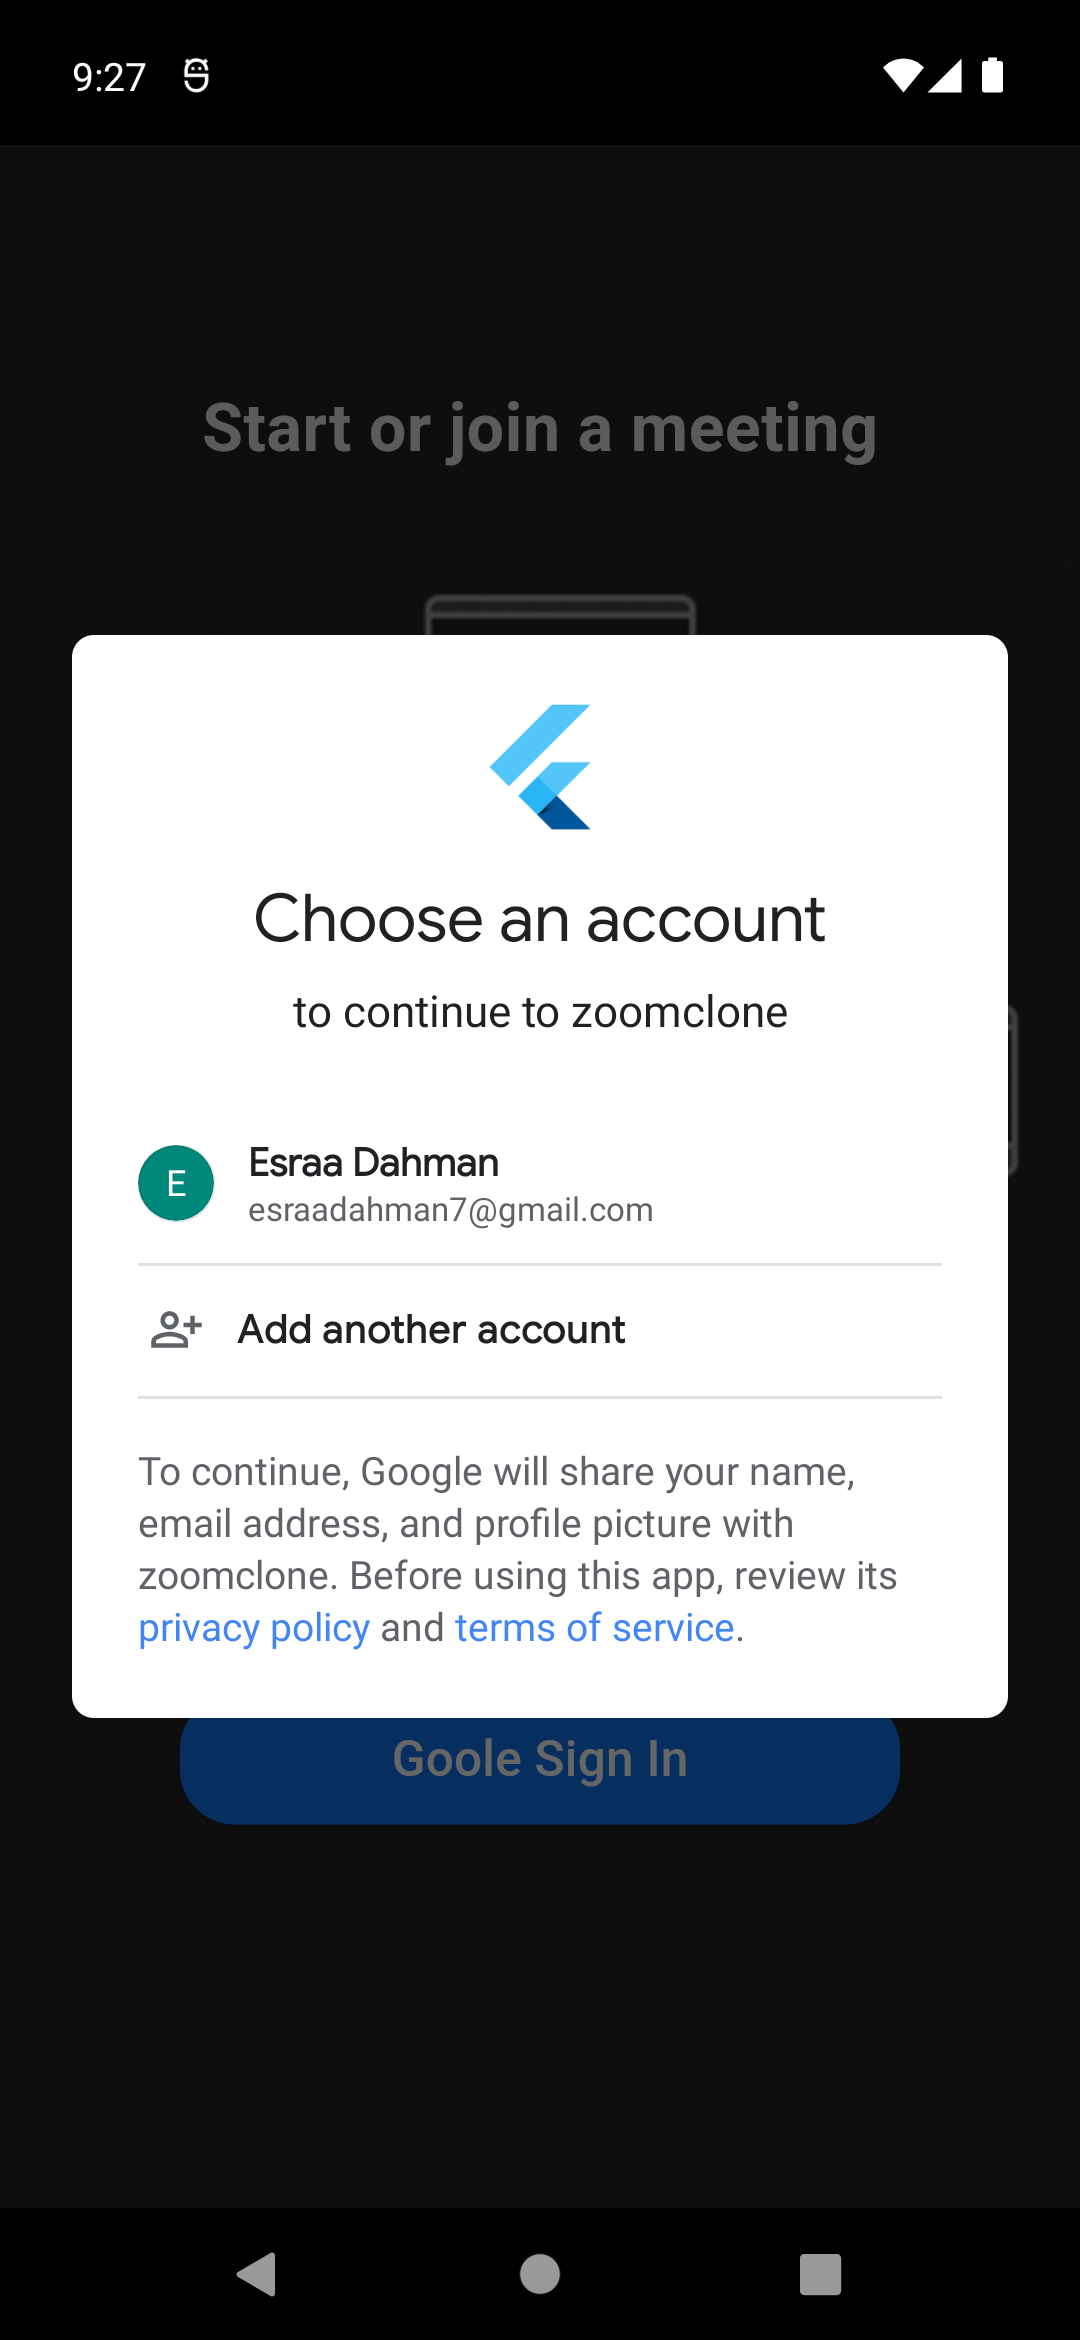 9:27
Start or join a meeting
Choose an account
to continue to zoomclone
E
Esraa Dahman
esraadahman7@gmail.com
Add another account
To continue, Google will share your name,
email address, and profile picture with
zoomclone. Before using this app, review its
privacy policy and terms of service.
Goole Sign In